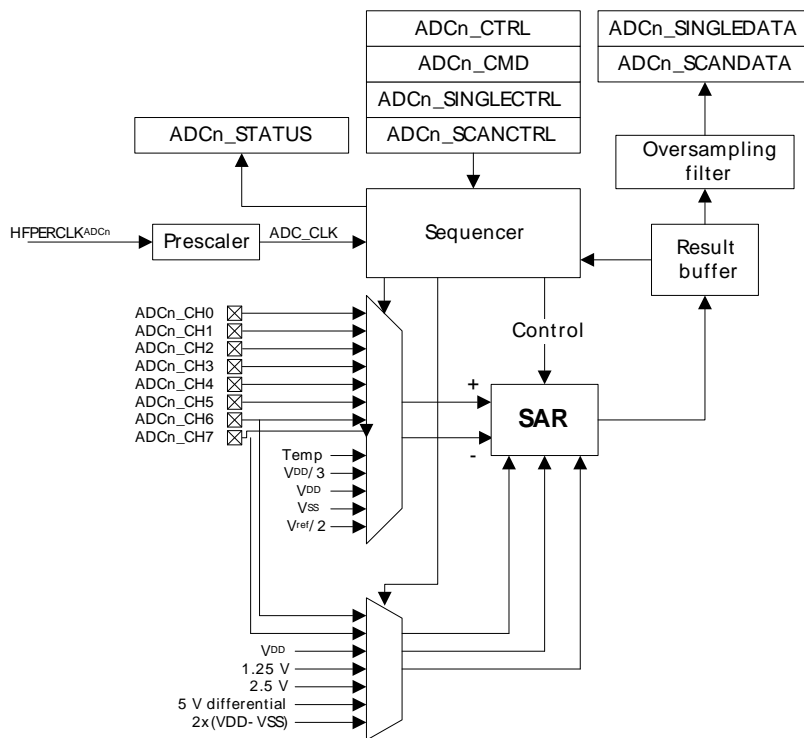 ADCn_CTRL
ADCn_CMD
ADCn_SINGLECTRL
ADCn_SCANCTRL
ADCn_SINGLEDATA
ADCn_SCANDATA
ADCn_STATUS
Oversampling
filter
HFPERCLKADCn
Prescaler
ADC_CLK
Sequencer
Result
buffer
ADCn_CH0
ADCn_CH1
ADCn_CH2
ADCn_CH3
ADCn_CH4
ADCn_CH5
ADCn_CH6
ADCn_CH7
Control
+
SAR
-
Temp
VDD/3
VDD
VSS
Vref/2
VDD
1.25 V
2.5 V
5 V differential
2x(VDD-VSS)